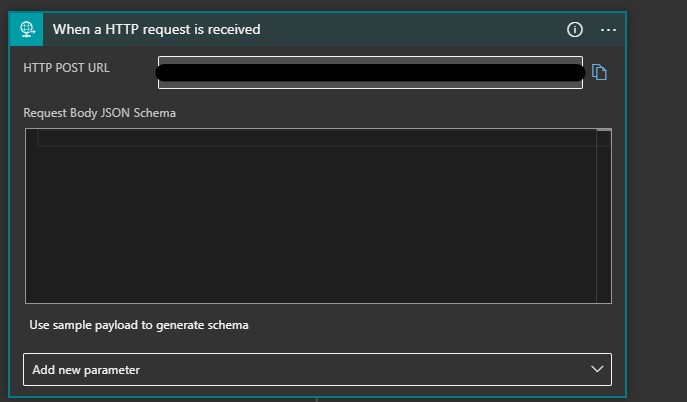 When a HTTP request is received
HTTP POST URL
Request Body JSON Schema
Use sample payload to generate schema
Add new parameter